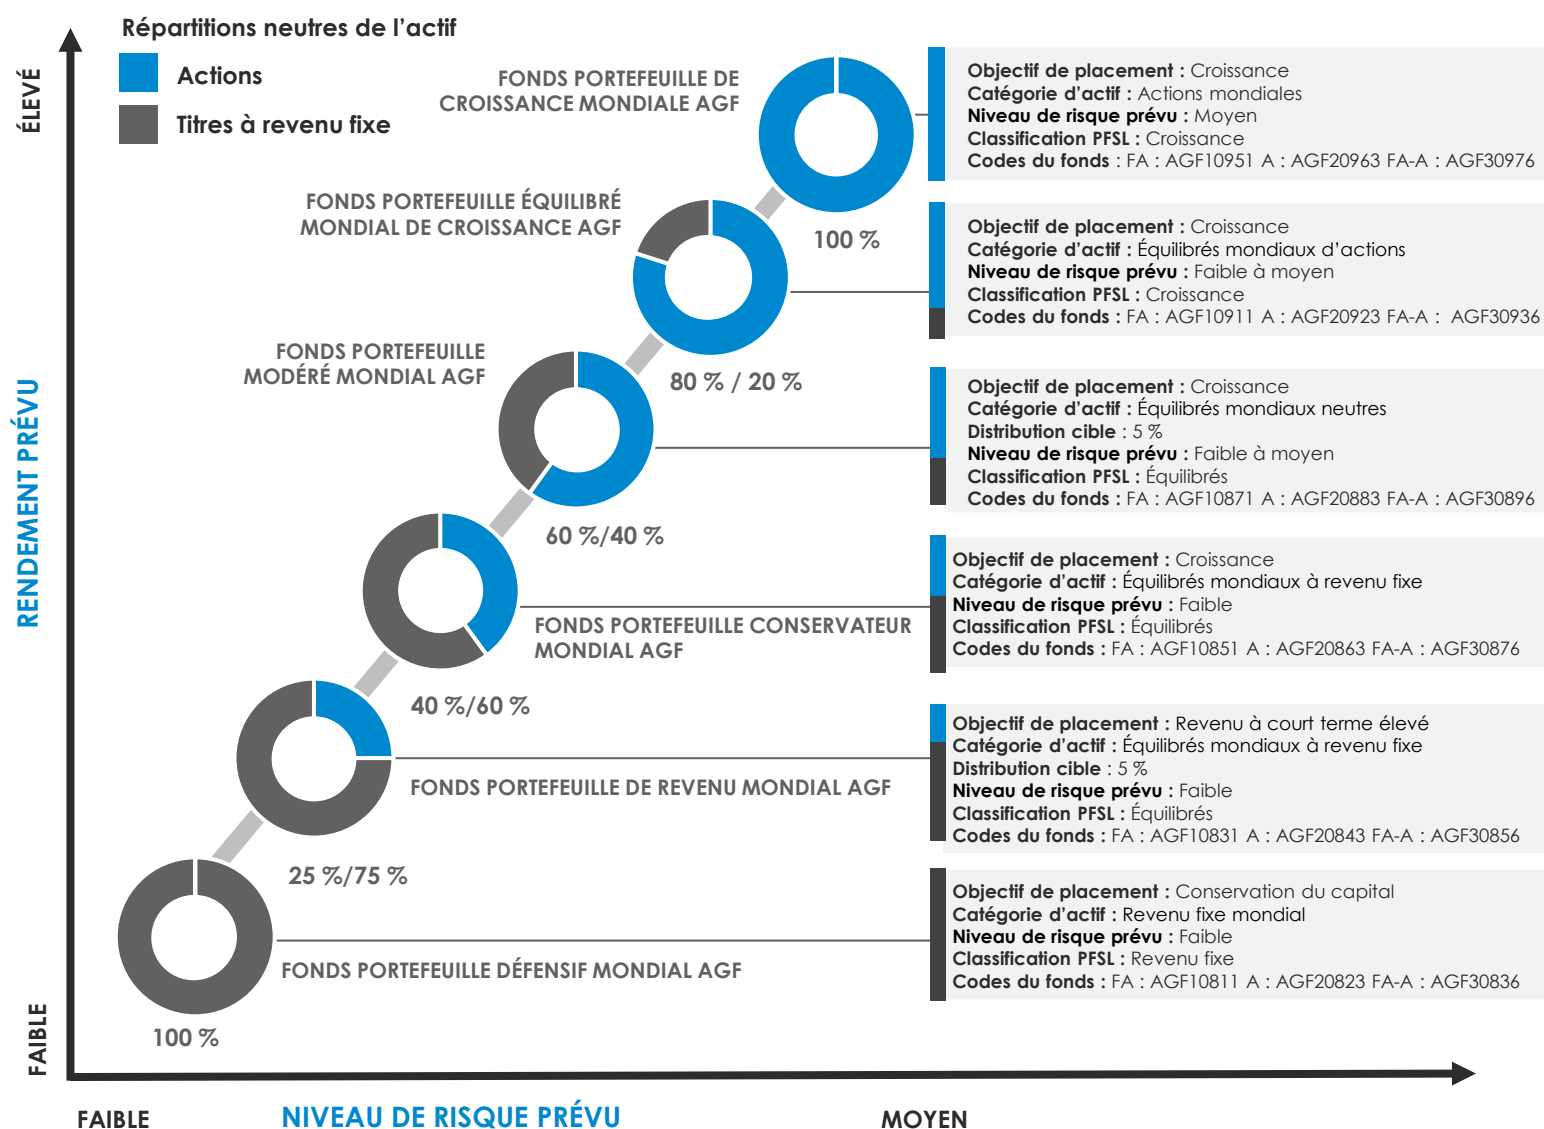 Répartitions neutres de l’actif
Actions
Titres à revenu fixe
ÉLEVÉ
RENDEMENT PRÉVU
FAIBLE
FONDS PORTEFEUILLE DE
CROISSANCE MONDIALE AGF
100 %
Objectif de placement : Croissance
Catégorie d’actif : Actions mondiales
Niveau de risque prévu : Moyen
Classification PFSL : Croissance
Codes du fonds : FA : AGF10951 A : AGF20963 FA-A : AGF30976
FONDS PORTEFEUILLE ÉQUILIBRÉ
MONDIAL DE CROISSANCE AGF
80 % / 20 %
Objectif de placement : Croissance
Catégorie d’actif : Équilibrés mondiaux d’actions
Niveau de risque prévu : Faible à moyen
Classification PFSL : Croissance
Codes du fonds : FA : AGF10911 A : AGF20923 FA-A : AGF30936
FONDS PORTEFEUILLE
MODÉRÉ MONDIAL AGF
60 %/40 %
Objectif de placement : Croissance
Catégorie d’actif : Équilibrés mondiaux neutres
Distribution cible : 5 %
Niveau de risque prévu : Faible à moyen
Classification PFSL : Équilibrés
Codes du fonds : FA : AGF10871 A : AGF20883 FA-A : AGF30896
FONDS PORTEFEUILLE CONSERVATEUR
MONDIAL AGF
40 %/60 %
Objectif de placement : Croissance
Catégorie d’actif : Équilibrés mondiaux à revenu fixe
Niveau de risque prévu : Faible
Classification PFSL : Équilibrés
Codes du fonds : FA : AGF10851 A : AGF20863 FA-A : AGF30876
FONDS PORTEFEUILLE DE REVENU MONDIAL AGF
25 %/75 %
Objectif de placement : Revenu à court terme élevé
Catégorie d’actif : Équilibrés mondiaux à revenu fixe
Distribution cible : 5 %
Niveau de risque prévu : Faible
Classification PFSL : Équilibrés
Codes du fonds : FA : AGF10831 A : AGF20843 FA-A : AGF30856
FONDS PORTEFEUILLE DÉFENSIF MONDIAL AGF
100 %
Objectif de placement : Conservation du capital
Catégorie d’actif : Revenu fixe mondial
Niveau de risque prévu : Faible
Classification PFSL : Revenu fixe
Codes du fonds : FA : AGF10811 A : AGF20823 FA-A : AGF30836
FAIBLE
NIVEAU DE RISQUE PRÉVU
MOYEN